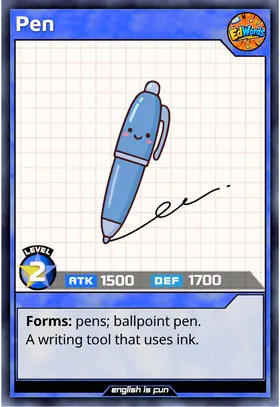 Pen
EdWords
LEVEL
2
ATK 1500 DEF 1700
Forms: pens; ballpoint pen.
A writing tool that uses ink.
english is fun